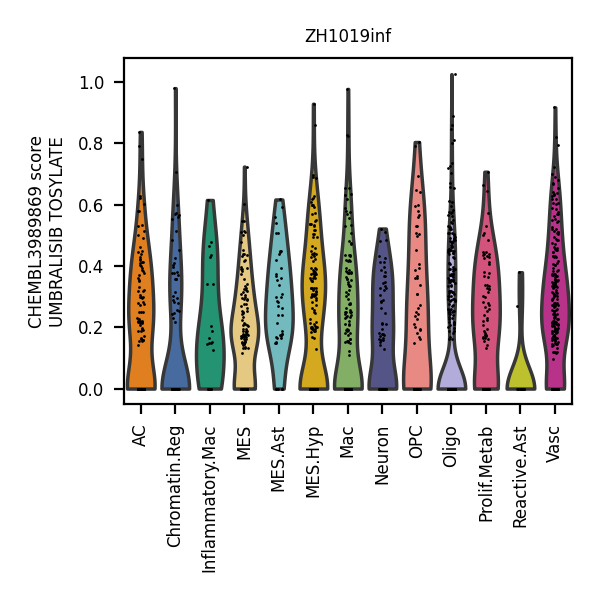 ZH1019inf
CHEMBL3989869 score
UMBRALISIB TOSYLATE
1.0
0.8
0.6
0.4
0.2
0.0
AC
Chromatin.Reg
Inflammatory.Mac
MES
MES.Ast
MES.Hyp
Mac
Neuron
OPC
Oligo
Prolif.Metab
Reactive.Ast
Vasc